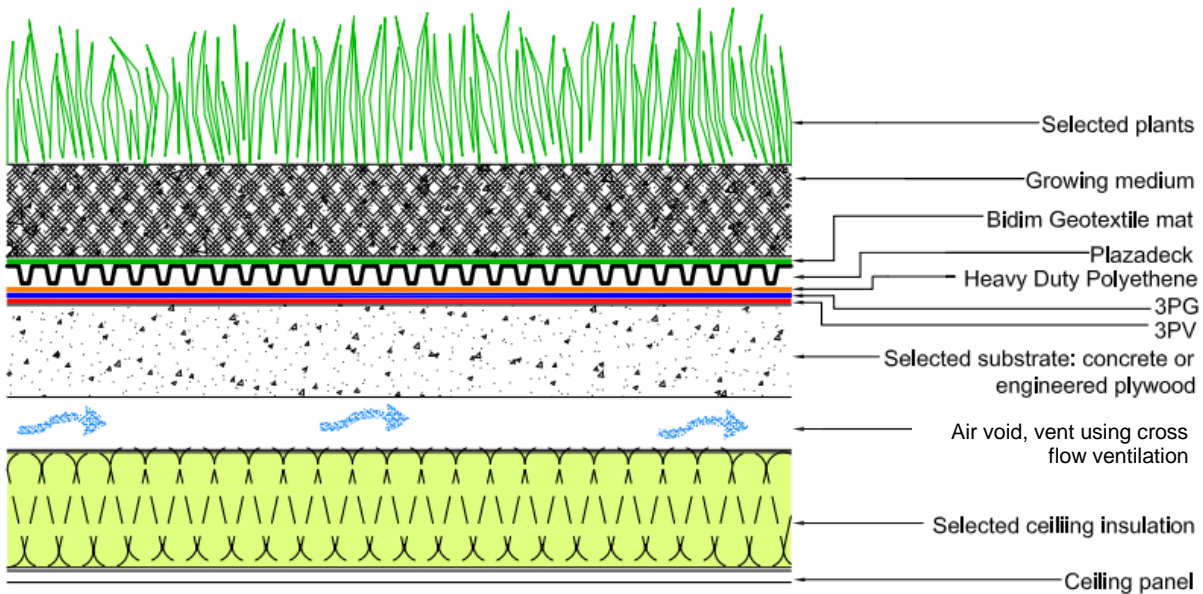 Selected plants
Growing medium
Bidim Geotextile mat
Plazadeck
Heavy Duty Polyethene
3PG
3PV
Selected substrate: concrete or
engineered plywood
Air void, vent using cross
flow ventilation
Selected ceiliing insulation
Ceiling panel